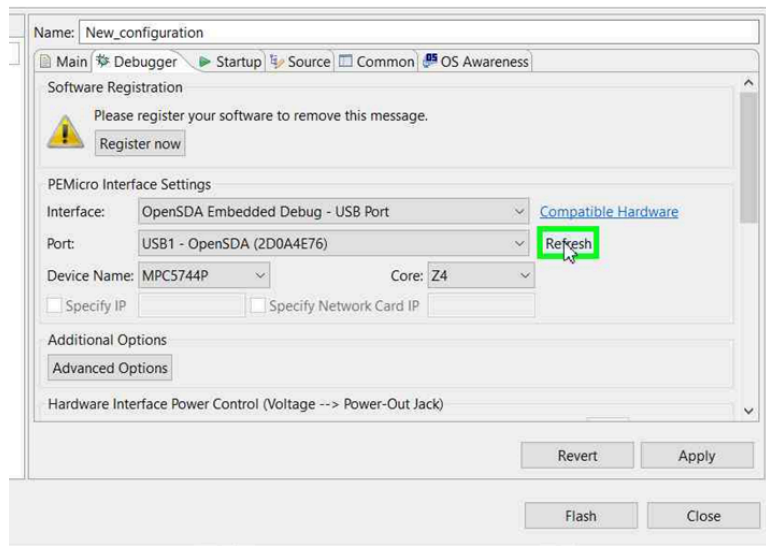 Name: New_configuration
Main Debugger Startup Source Common OS Awareness
Software Registration
Please register your software to remove this message.
Register now
PEMicro Interface Settings
Interface: OpenSDA Embedded Debug - USB Port Compatible Hardware
Port: USB1 - OpenSDA (2D0A4E76) Refresh
Device Name: MPC5744P Core: Z4
Specify IP Specify Network Card IP
Additional Options
Advanced Options
Hardware Interface Power Control (Voltage --> Power-Out Jack)
Revert Apply
Flash Close